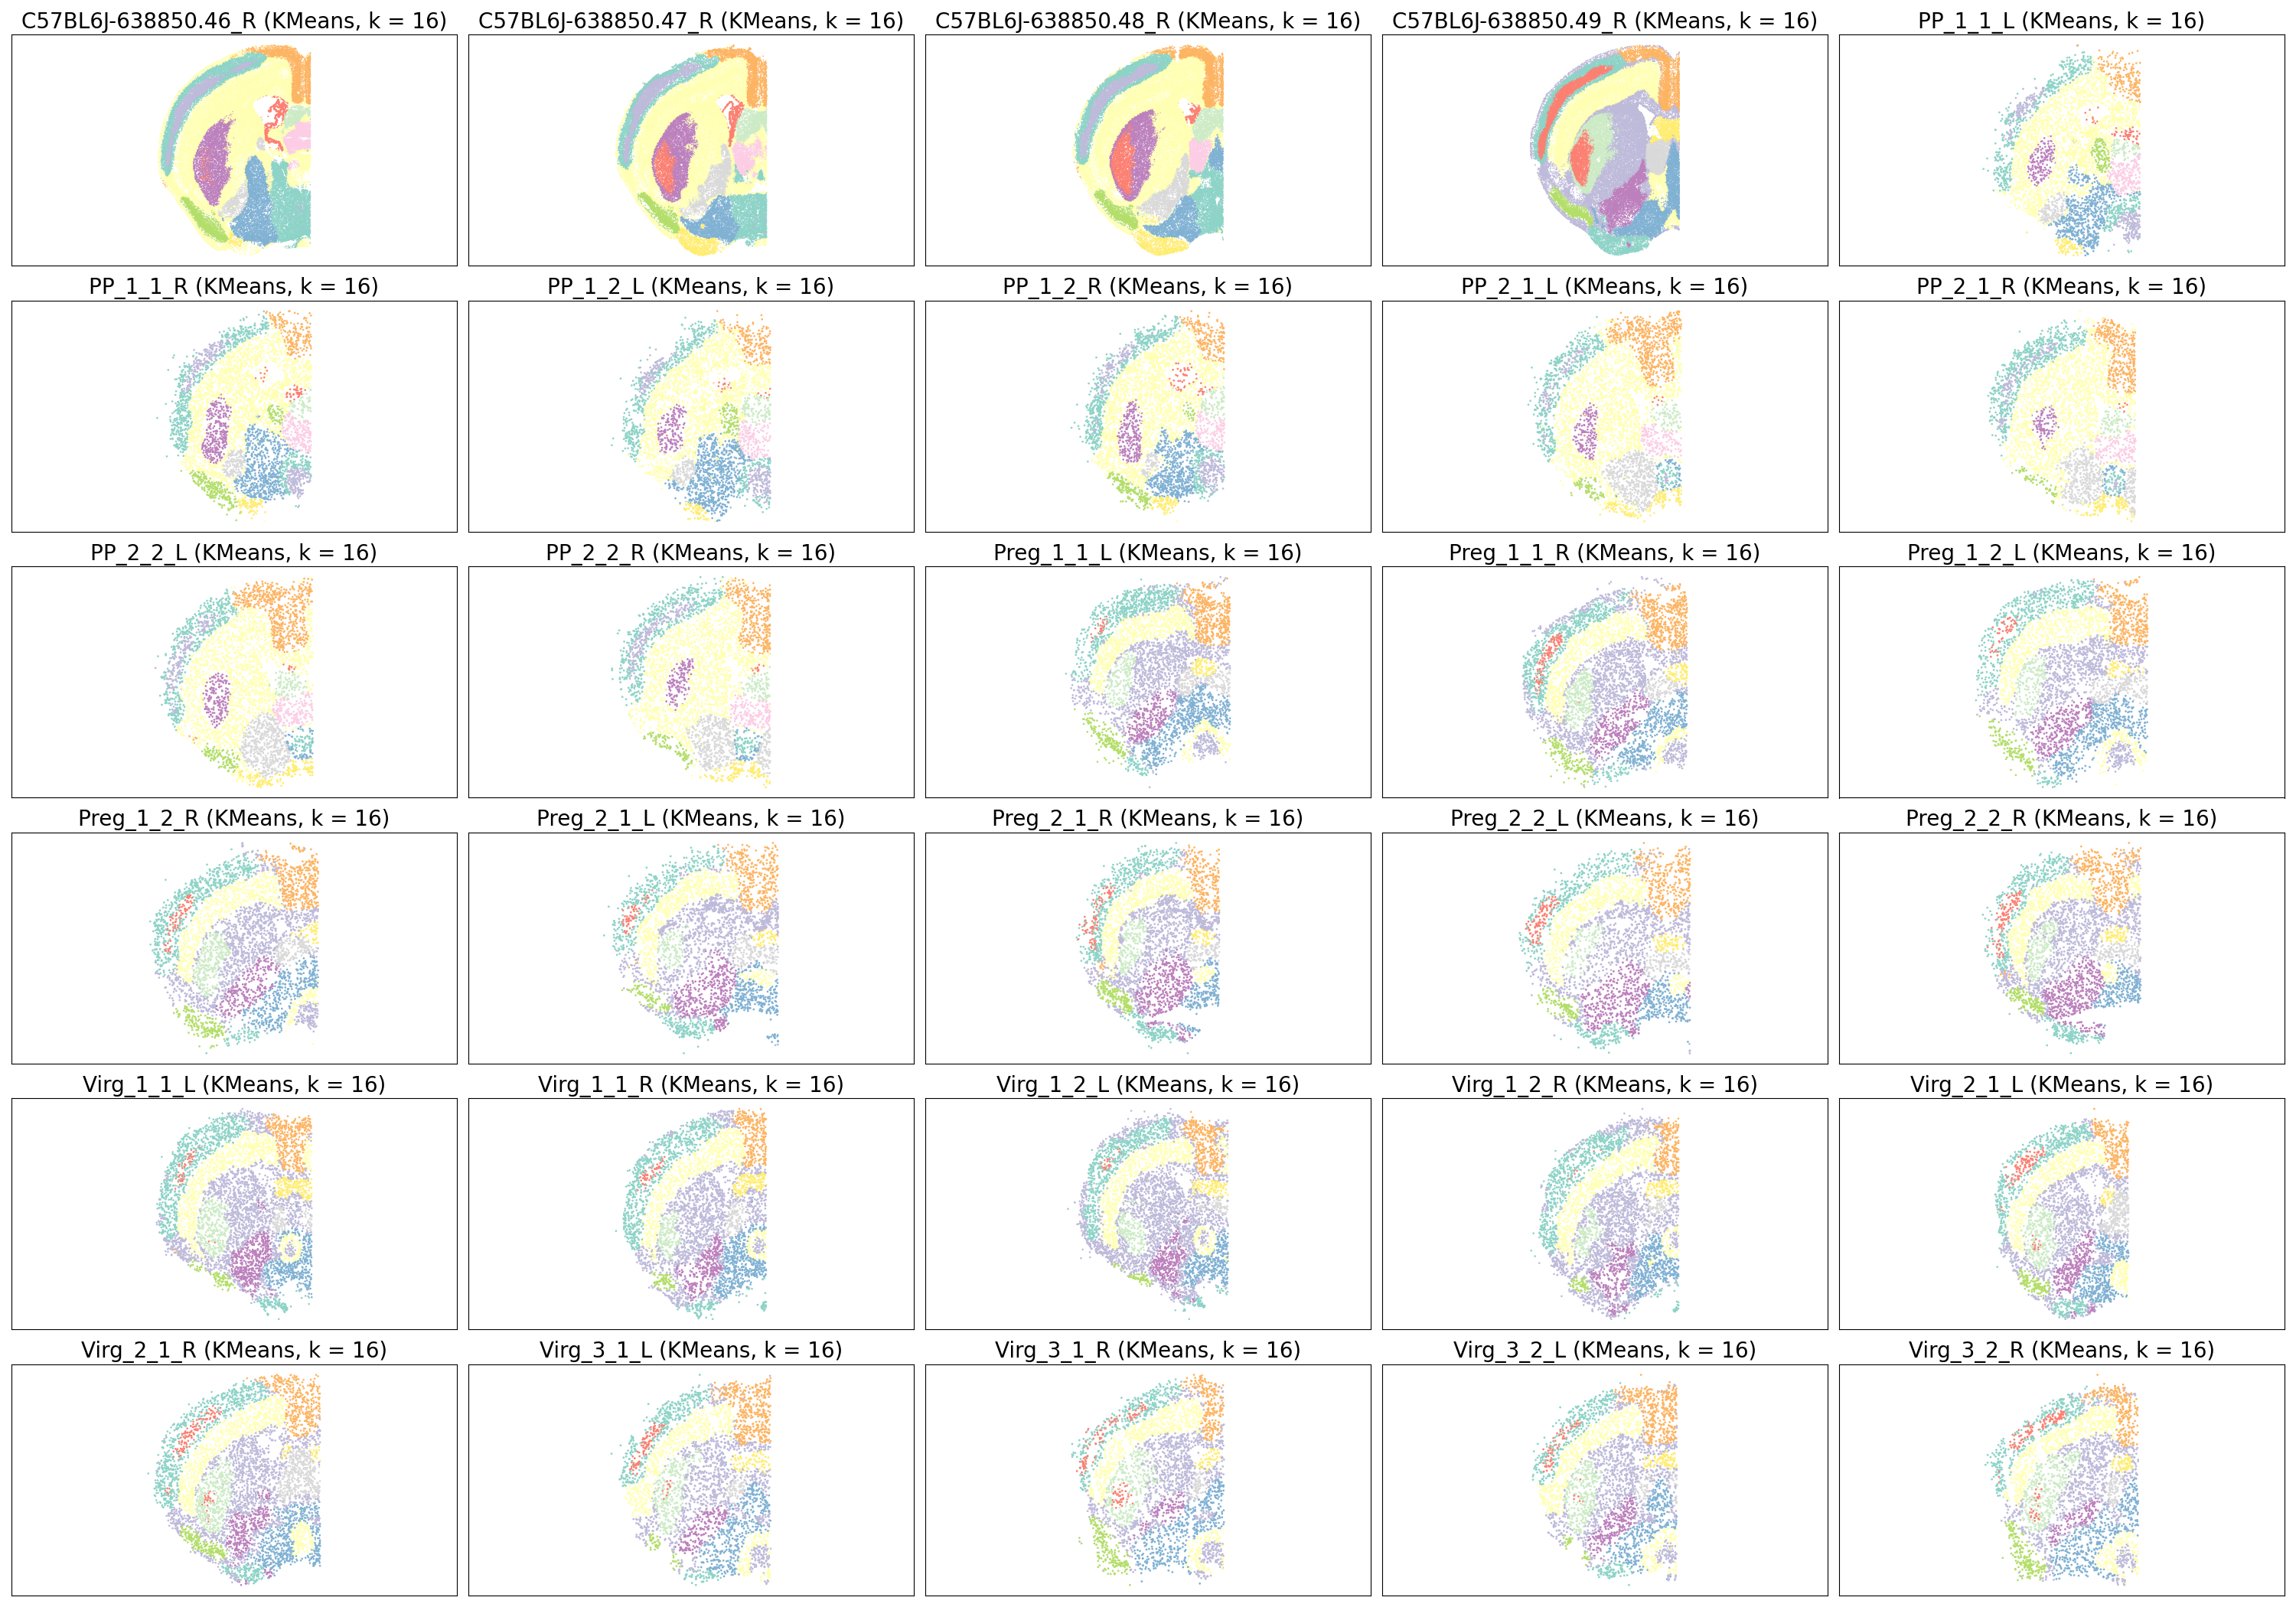 C57BL6J-638850.46_R (KMeans, k = 16)
C57BL6J-638850.47_R (KMeans, k = 16)
C57BL6J-638850.48_R (KMeans, k = 16)
C57BL6J-638850.49_R (KMeans, k = 16)
PP_1_1_L (KMeans, k = 16)
PP_1_1_R (KMeans, k = 16)
PP_1_2_L (KMeans, k = 16)
PP_1_2_R (KMeans, k = 16)
PP_2_1_L (KMeans, k = 16)
PP_2_1_R (KMeans, k = 16)
PP_2_2_L (KMeans, k = 16)
PP_2_2_R (KMeans, k = 16)
Preg_1_1_L (KMeans, k = 16)
Preg_1_1_R (KMeans, k = 16)
Preg_1_2_L (KMeans, k = 16)
Preg_1_2_R (KMeans, k = 16)
Preg_2_1_L (KMeans, k = 16)
Preg_2_1_R (KMeans, k = 16)
Preg_2_2_L (KMeans, k = 16)
Preg_2_2_R (KMeans, k = 16)
Virg_1_1_L (KMeans, k = 16)
Virg_1_1_R (KMeans, k = 16)
Virg_1_2_L (KMeans, k = 16)
Virg_1_2_R (KMeans, k = 16)
Virg_2_1_L (KMeans, k = 16)
Virg_2_1_R (KMeans, k = 16)
Virg_3_1_L (KMeans, k = 16)
Virg_3_1_R (KMeans, k = 16)
Virg_3_2_L (KMeans, k = 16)
Virg_3_2_R (KMeans, k = 16)